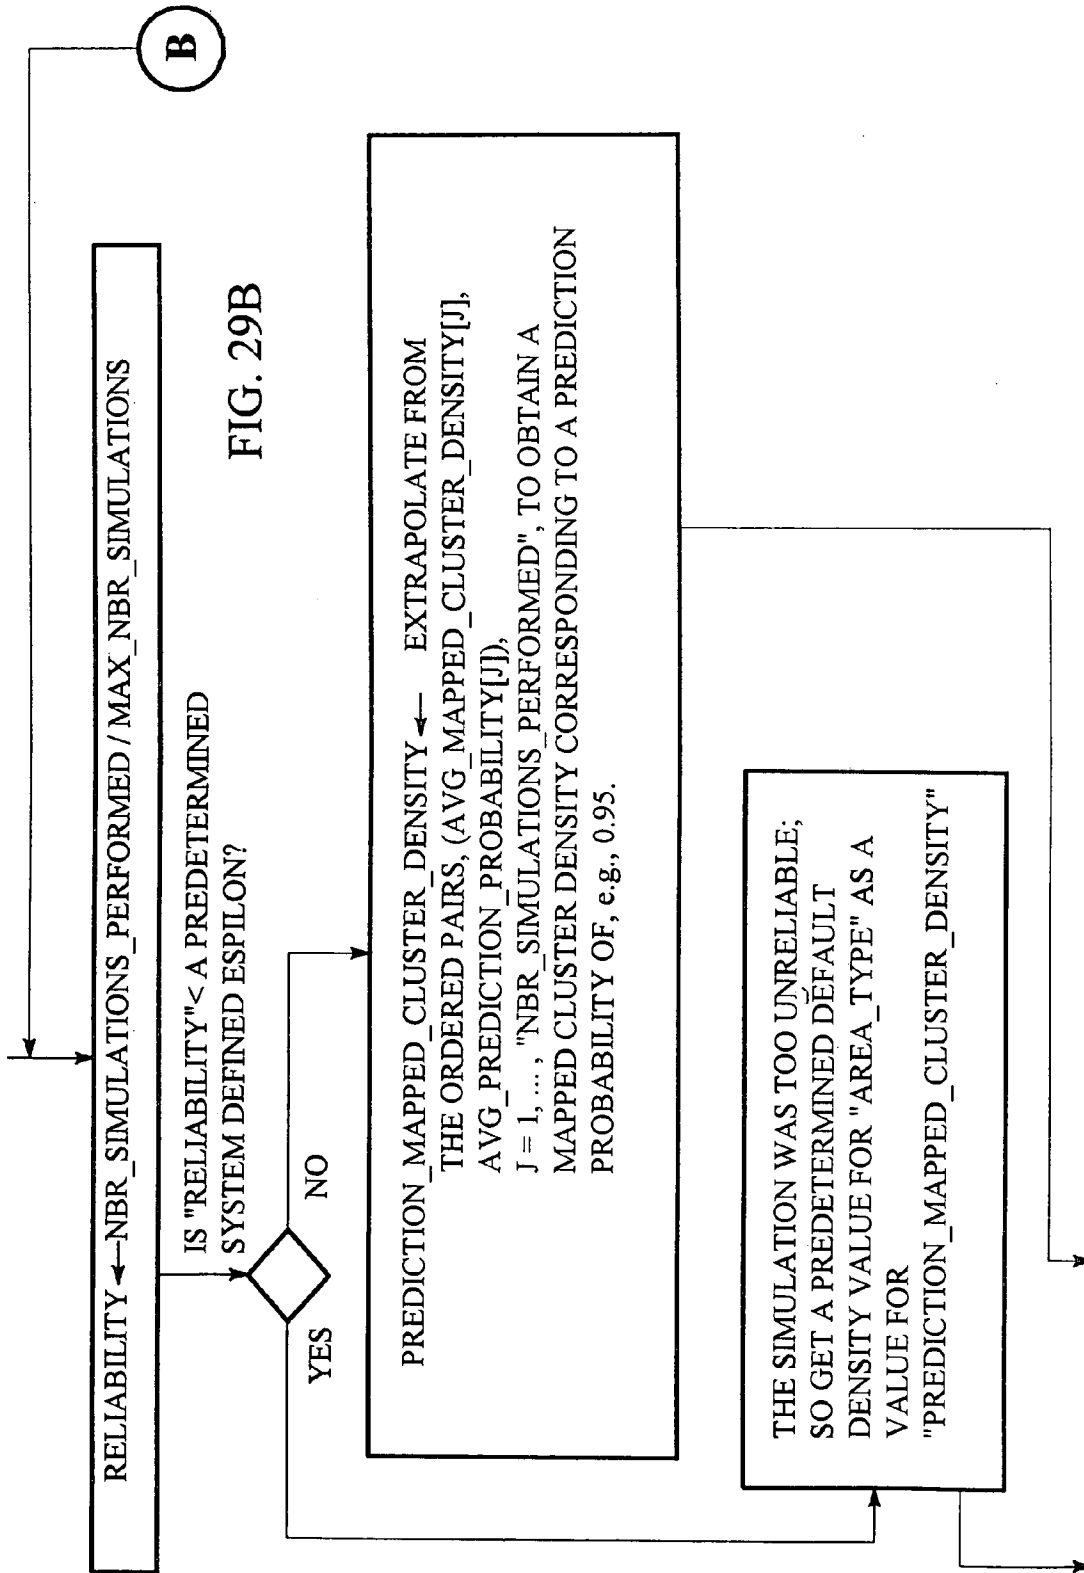 B
RELIABILITY ← NBR_SIMULATIONS_PERFORMED / MAX_NBR_SIMULATIONS
FIG. 29B
IS "RELIABILITY" < A PREDETERMINED
SYSTEM DEFINED ESPILON?
YES
NO
PREDICTION_MAPPED_CLUSTER_DENSITY ← EXTRAPOLATE FROM
THE ORDERED PAIRS, (AVG_MAPPED_CLUSTER_DENSITY[J],
AVG_PREDICTION_PROBABILITY[J]),
J = 1, ... , "NBR_SIMULATIONS_PERFORMED", TO OBTAIN A
MAPPED CLUSTER DENSITY CORRESPONDING TO A PREDICTION
PROBABILITY OF, e.g., 0.95.
THE SIMULATION WAS TOO UNRELIABLE;
SO GET A PREDETERMINED DEFAULT
DENSITY VALUE FOR "AREA_TYPE" AS A
VALUE FOR
"PREDICTION_MAPPED_CLUSTER_DENSITY"